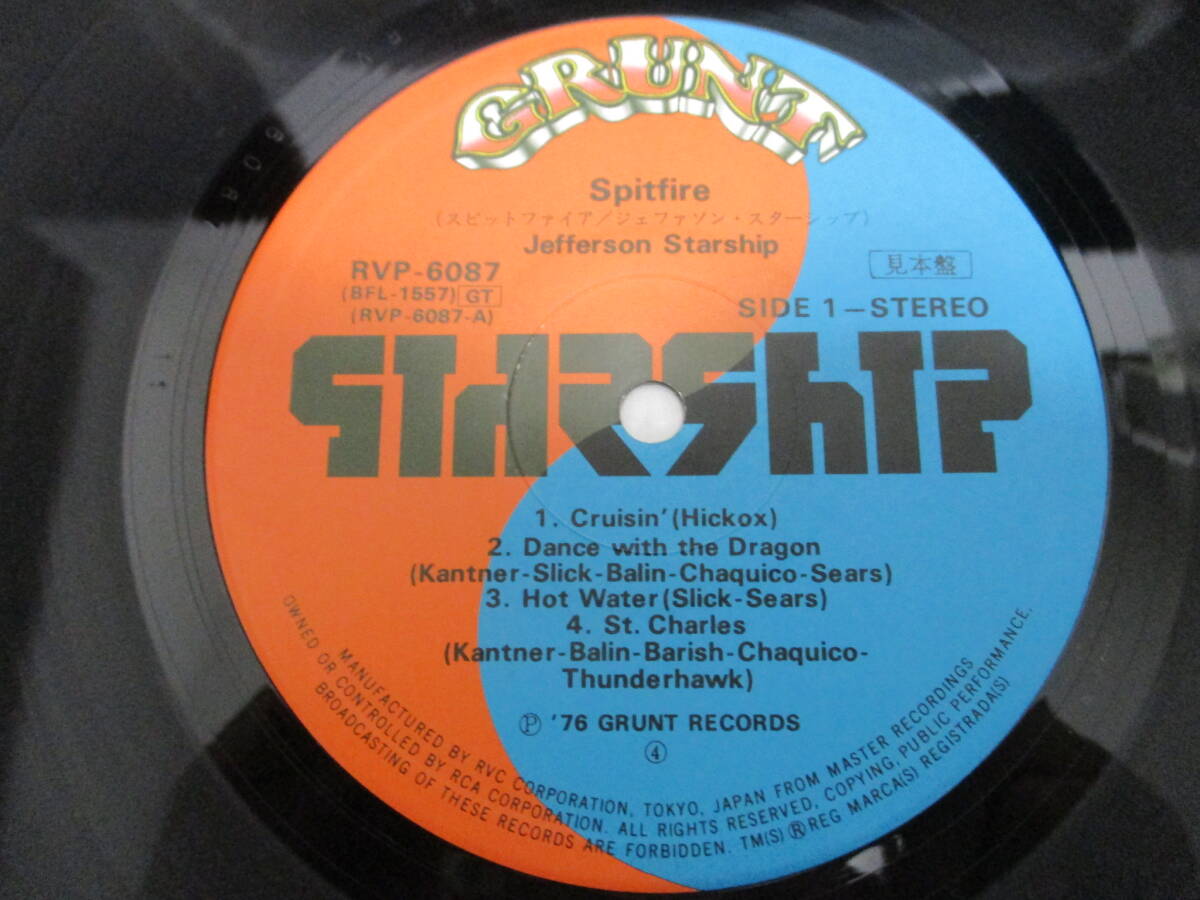 GRUNT
Spitfire
(スピットファイア/ジェファソン・スターシップ)
Jefferson Starship
RVP-6087
(BFL-1557) GT
(RVP-6087-A)
見本盤
SIDE 1—STEREO
STARSHIP
1. Cruisin' (Hickox)
2. Dance with the Dragon
(Kantner-Slick-Balin-Chaquico-Sears)
3. Hot Water (Slick-Sears)
4. St. Charles
(Kantner-Balin-Barish-Chaquico-
Thunderhawk)
Ⓟ '76 GRUNT RECORDS
④
MANUFACTURED BY RVC CORPORATION, TOKYO, JAPAN FROM MASTER RECORDINGS
OWNED OR CONTROLLED BY RCA CORPORATION. ALL RIGHTS RESERVED, COPYING, PUBLIC PERFORMANCE,
BROADCASTING OF THESE RECORDS ARE FORBIDDEN. TM(S) ® REG MARCA(S) REGISTRADA(S)